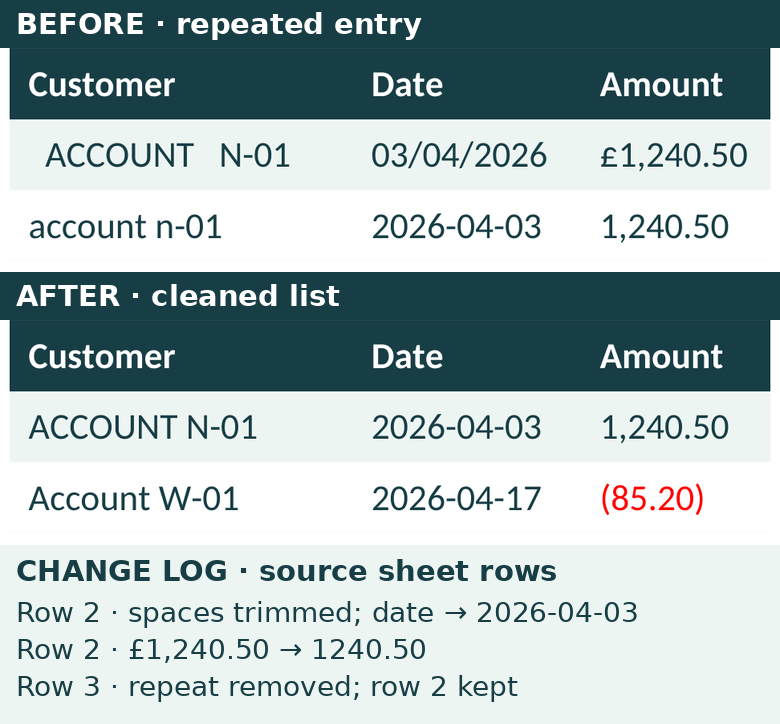 BEFORE · repeated entry
Customer Date Amount
ACCOUNT   N-01 03/04/2026 £1,240.50
account n-01 2026-04-03 1,240.50
AFTER · cleaned list
Customer Date Amount
ACCOUNT N-01 2026-04-03 1,240.50
Account W-01 2026-04-17 (85.20)
CHANGE LOG · source sheet rows
Row 2 · spaces trimmed; date → 2026-04-03
Row 2 · £1,240.50 → 1240.50
Row 3 · repeat removed; row 2 kept